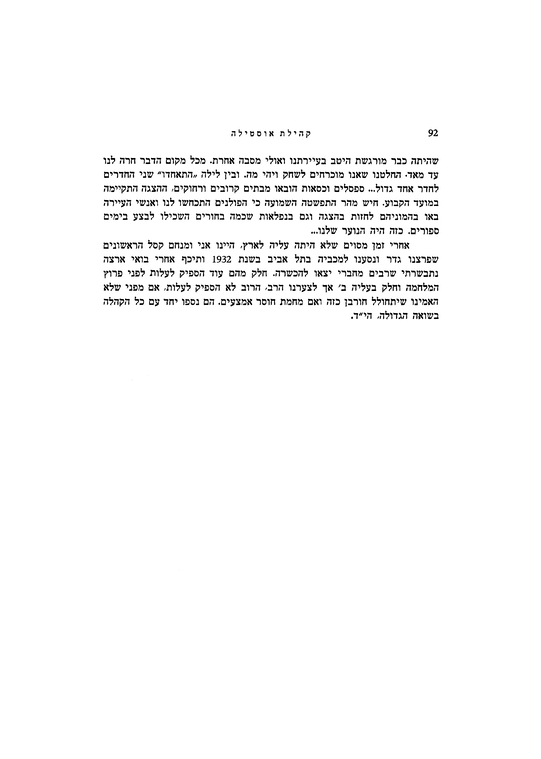 92
קהילת אוסטילה
שהיתה כבר מורגשת היטב בעיירתנו ואולי מסבה אחרת. מכל מקום הדבר חרה לנו
עד מאד. החלטנו שאנו מוכרחים לשחק ויהי מה. ובין לילה „התאחדו״ שני החדרים
לחדר אחד גדול... ספסלים וכסאות הובאו מבתים קרובים ורחוקים, ההצגה התקיימה
במועד הקבוע. חיש מהר התפשטה השמועה כי הפולנים התכחשו לנו ואנשי העיירה
באו בהמוניהם לחזות בהצגה וגם בנפלאות שכמה בחורים השכילו לבצע בימים
ספורים. כזה היה הנוער שלנו...
אחרי זמן מסוים שלא היתה עליה לארץ, היינו אני ומנחם קסל הראשונים
שפרצנו גדר ונסענו למכביה בתל אביב בשנת 1932 ותיכף אחרי בואי ארצה
נתבשרתי שרבים מחברי יצאו להכשרה. חלק מהם עוד הספיק לעלות לפני פרוץ
המלחמה וחלק בעליה ב׳ אך לצערנו הרב, הרוב לא הספיק לעלות, אם מפני שלא
האמינו שיתחולל חורבן כזה ואם מחמת חוסר אמצעים. הם נספו יחד עם כל הקהלה
בשואה הגדולה, הי״ד.